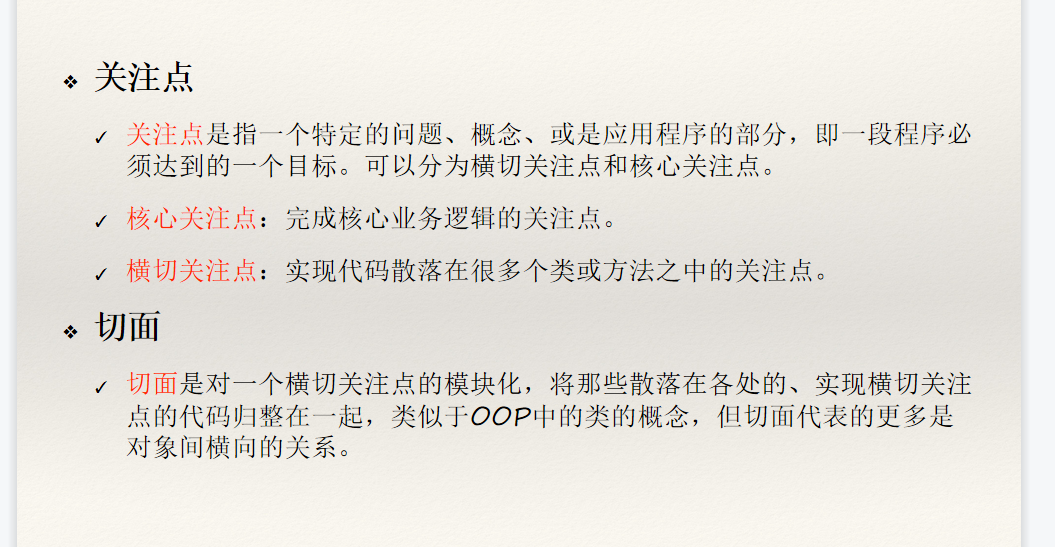 关注点
关注点是指一个特定的问题、概念、或是应用程序的部分，即一段程序必
须达到的一个目标。可以分为横切关注点和核心关注点。
核心关注点：完成核心业务逻辑的关注点。
横切关注点：实现代码散落在很多个类或方法之中的关注点。
切面
切面是对一个横切关注点的模块化，将那些散落在各处的、实现横切关注
点的代码归整在一起，类似于OOP中的类的概念，但切面代表的更多是
对象间横向的关系。